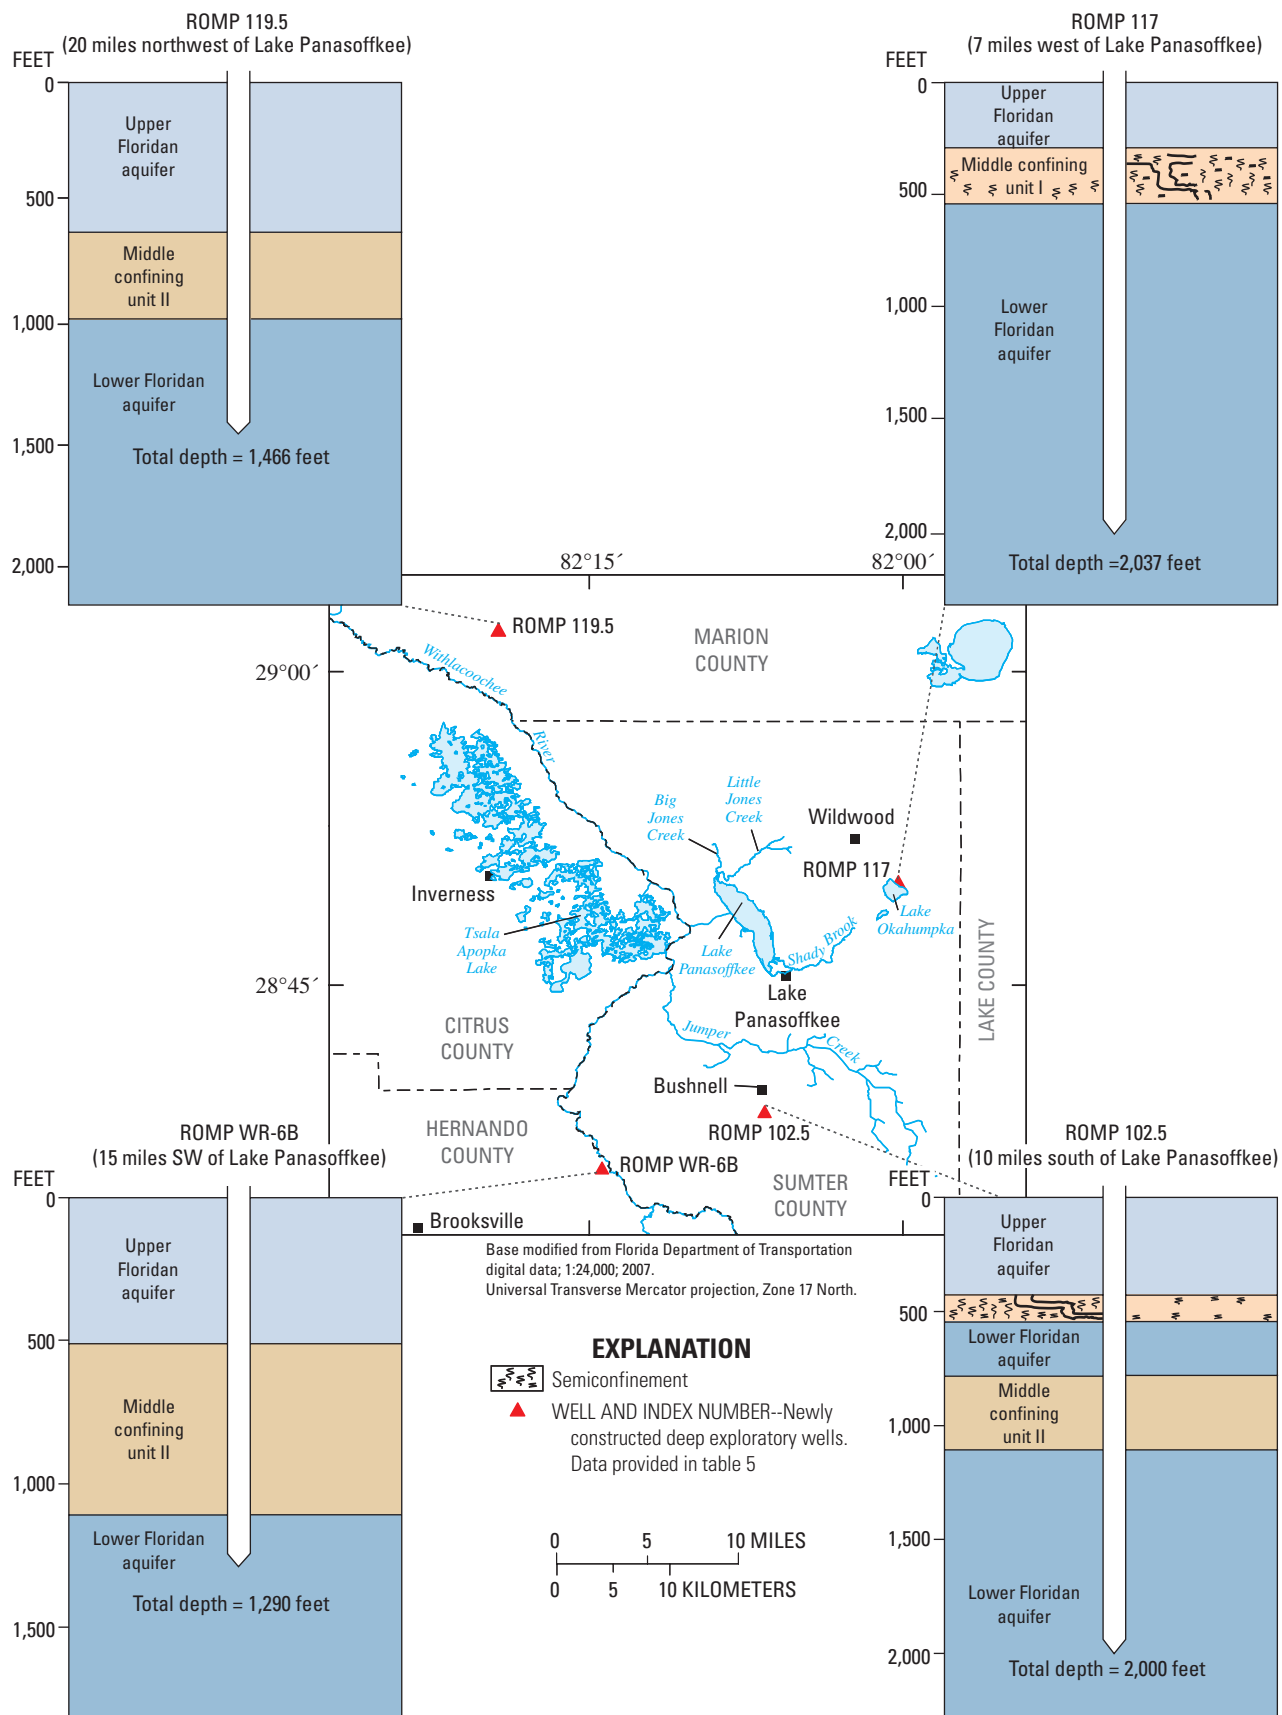 ROMP 119.5
(20 miles northwest of Lake Panasoffkee)
FEET
0
500
1,000
1,500
2,000
Upper
Floridan
aquifer
Middle
confining
unit II
Lower Floridan
aquifer
Total depth = 1,466 feet
ROMP 117
(7 miles west of Lake Panasoffkee)
FEET
0
500
1,000
1,500
2,000
Upper
Floridan
aquifer
Middle confining
unit I
Lower
Floridan
aquifer
Total depth =2,037 feet
82°15´
82°00´
29°00´
28°45´
ROMP 119.5
MARION
COUNTY
Withlacoochee
River
Big
Jones
Creek
Little
Jones
Creek
Wildwood
ROMP 117
Inverness
Tsala
Apopka
Lake
Lake
Panasoffkee
Shady Brook
Lake
Okahumpka
Lake
Panasoffkee
LAKE COUNTY
CITRUS
COUNTY
Jumper
Creek
Bushnell
ROMP 102.5
HERNANDO
COUNTY
ROMP WR-6B
SUMTER
COUNTY
Brooksville
Base modified from Florida Department of Transportation
digital data; 1:24,000; 2007.
Universal Transverse Mercator projection, Zone 17 North.
ROMP WR-6B
(15 miles SW of Lake Panasoffkee)
FEET
0
500
1,000
1,500
Upper
Floridan
aquifer
Middle
confining
unit II
Lower Floridan
aquifer
Total depth = 1,290 feet
EXPLANATION
Semiconfinement
WELL AND INDEX NUMBER--Newly
constructed deep exploratory wells.
Data provided in table 5
0 5 10 MILES
0 5 10 KILOMETERS
ROMP 102.5
(10 miles south of Lake Panasoffkee)
FEET
0
500
1,000
1,500
2,000
Upper
Floridan
aquifer
Lower Floridan
aquifer
Middle
confining
unit II
Lower Floridan
aquifer
Total depth = 2,000 feet